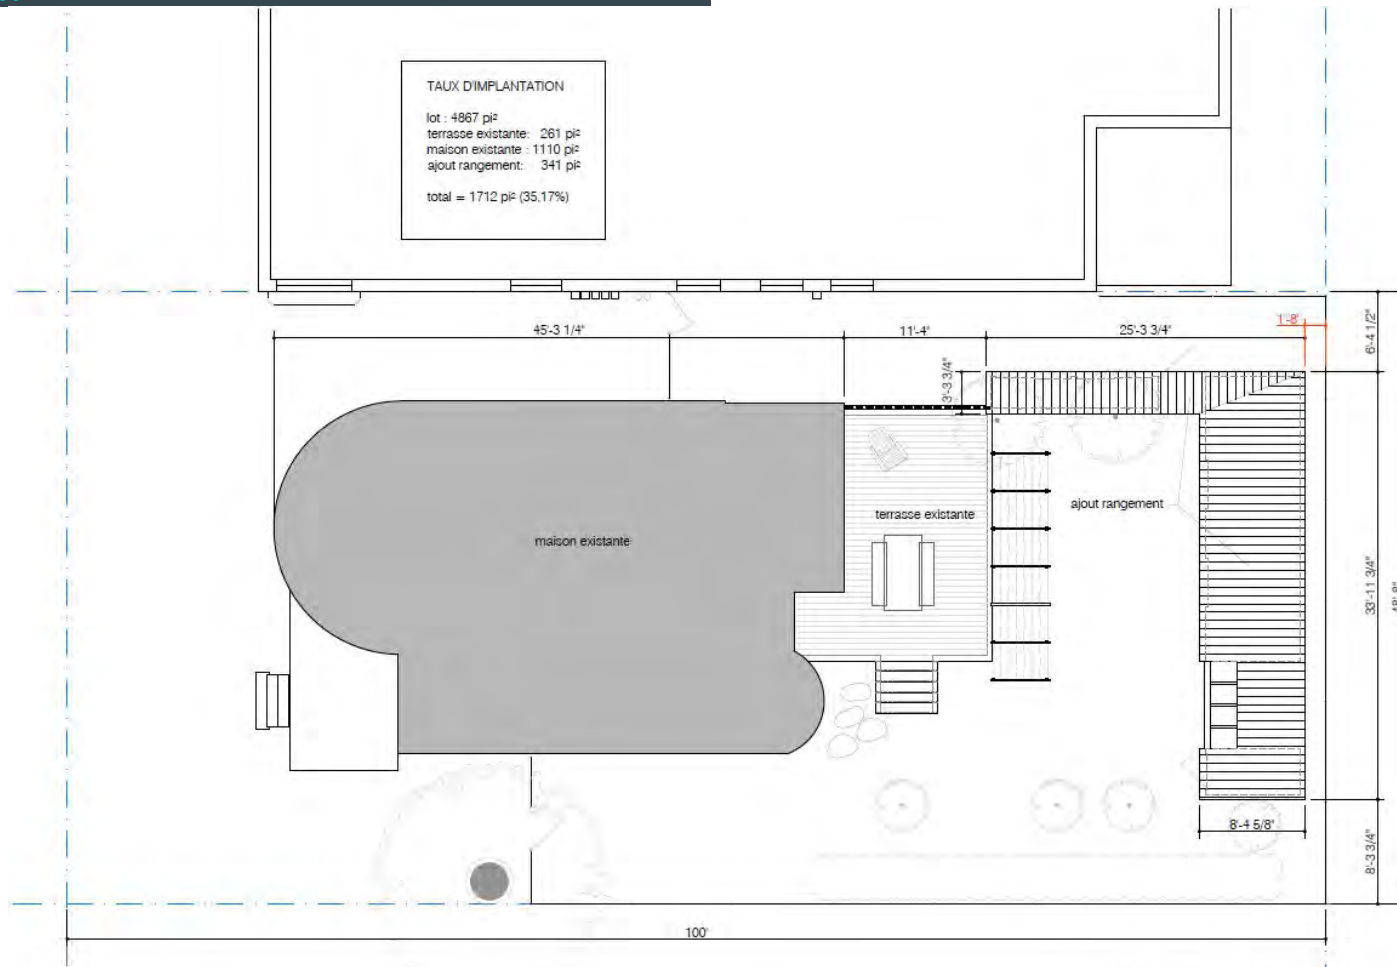 TAUX D'IMPLANTATION
lot : 4867 pi²
terrasse existante: 261 pi²
maison existante : 1110 pi²
ajout rangement: 341 pi²
total = 1712 pi² (35,17%)
45'-3 1/4"
11'-4"
25'-3 3/4"
1'-8"
6'-4 1/2"
3'-3 3/4"
terrasse existante
ajout rangement
maison existante
33'-11 3/4"
8'-4 5/8"
8'-3 3/4"
100'